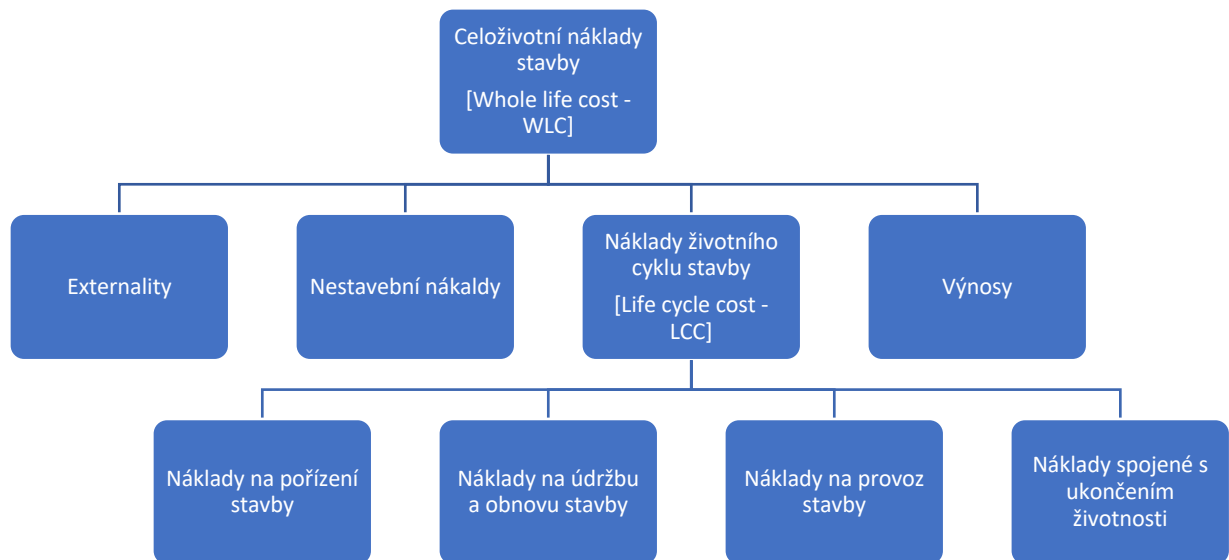 Celoživotní náklady
stavby
[Whole life cost -
WLC]
Externality
Nestavební nákaldy
Náklady životního
cyklu stavby
[Life cycle cost -
LCC]
Výnosy
Náklady na pořízení
stavby
Náklady na údržbu
a obnovu stavby
Náklady na provoz
stavby
Náklady spojené s
ukončením
životnosti